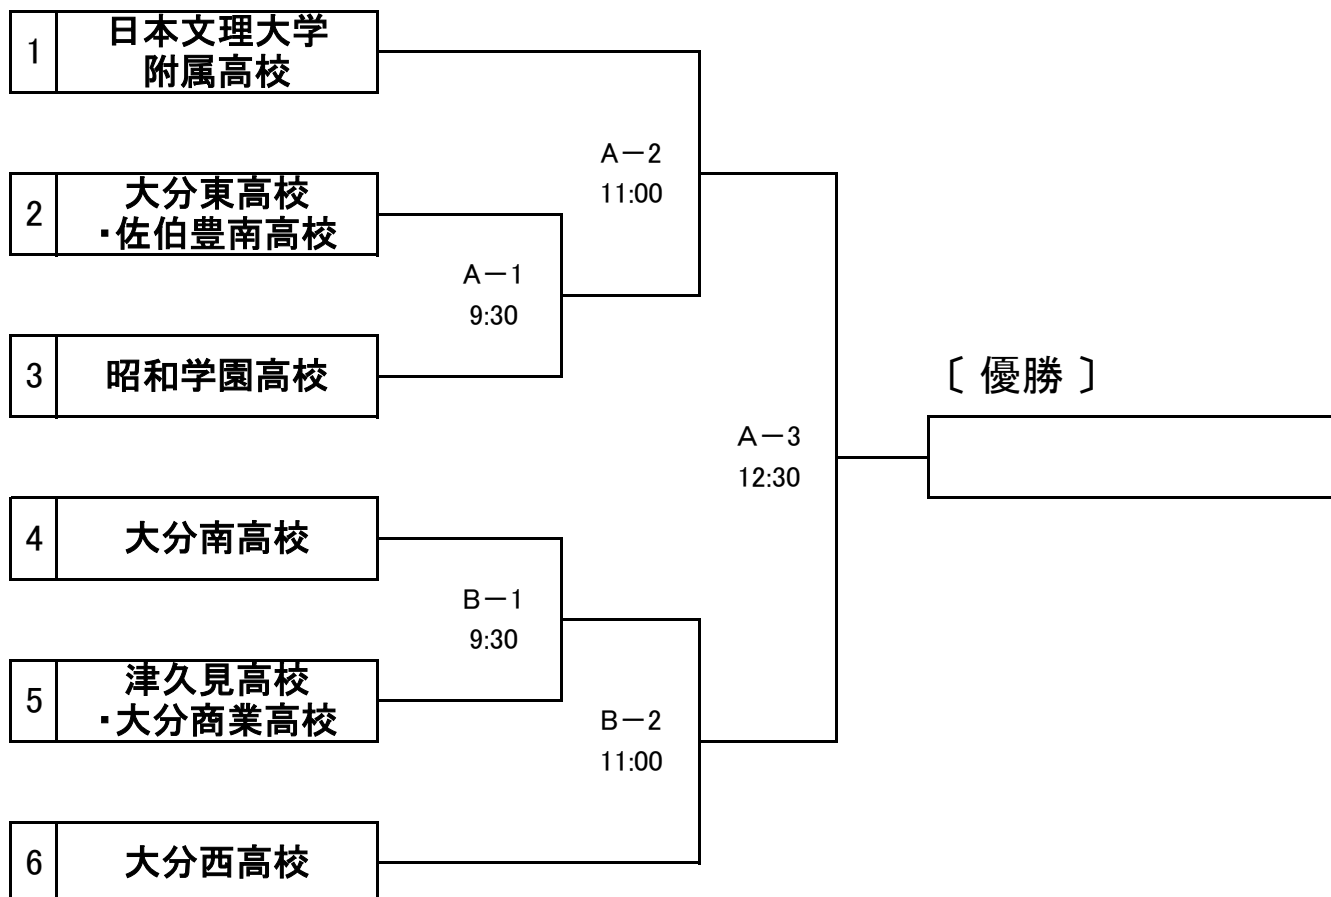 1
日本文理大学
附属高校
A－2
11:00
2
大分東高校
・佐伯豊南高校
A－1
9:30
3
昭和学園高校
〔 優勝 〕
A－3
12:30
4
大分南高校
B－1
9:30
5
津久見高校
・大分商業高校
B－2
11:00
6
大分西高校